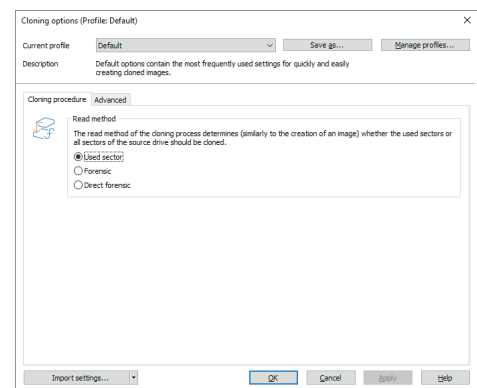 Cloning options (Profile: Default)
Current profile Default Save as... Manage profiles...
Description Default options contain the most frequently used settings for quickly and easily
creating cloned images.
Cloning procedure Advanced
Read method
The read method of the cloning process determines (similarly to the creation of an image) whether the used sectors or
all sectors of the source drive should be cloned.
Used sector
Forensic
Direct forensic
Import settings... OK Cancel Apply Help